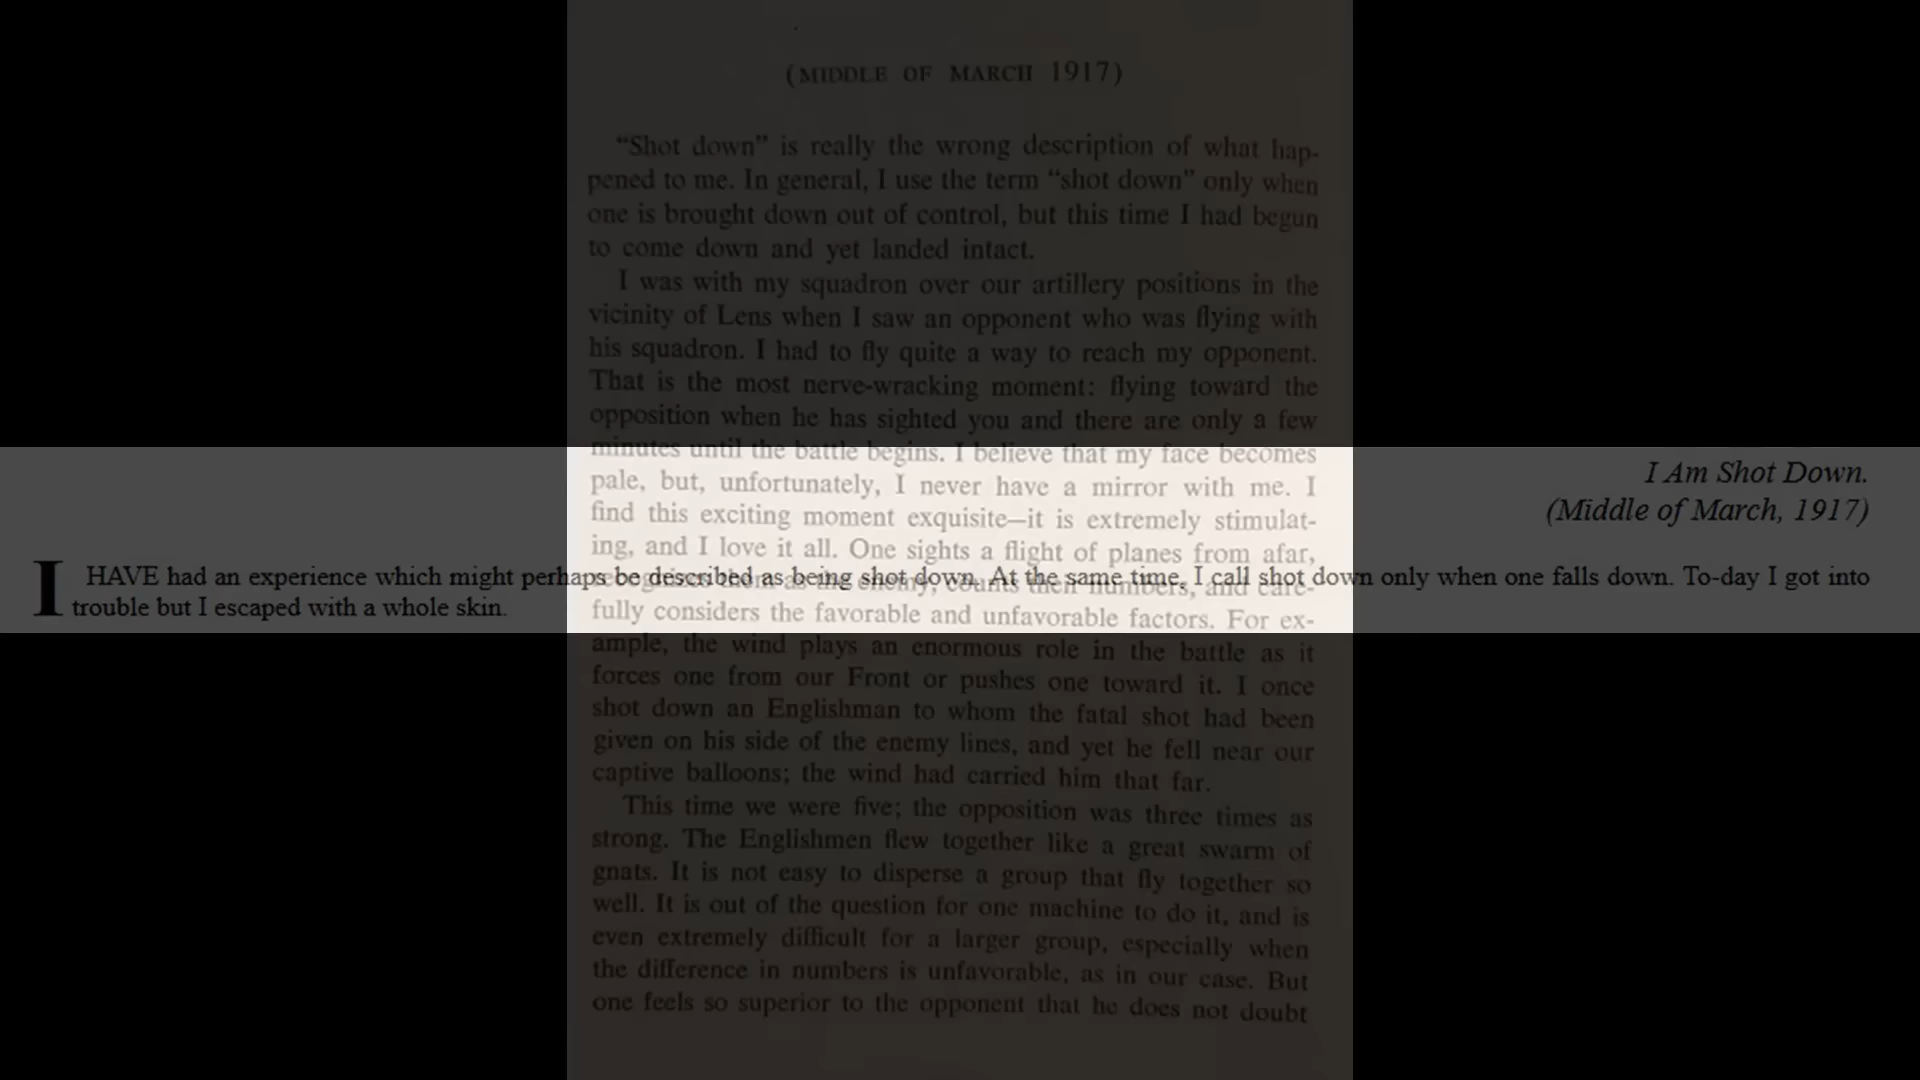 (MIDDLE OF MARCH 1917)
“Shot down” is really the wrong description of what hap-
pened to me. In general, I use the term “shot down” only when
one is brought down out of control, but this time I had begun
to come down and yet landed intact.
I was with my squadron over our artillery positions in the
vicinity of Lens when I saw an opponent who was flying with
his squadron. I had to fly quite a way to reach my opponent.
That is the most nerve-wracking moment: flying toward the
opposition when he has sighted you and there are only a few
minutes until the battle begins. I believe that my face becomes
pale, but, unfortunately, I never have a mirror with me. I
find this exciting moment exquisite—it is extremely stimulat-
ing, and I love it all. One sights a flight of planes from afar,
recognizes them as the enemy, counts their numbers, and care-
fully considers the favorable and unfavorable factors. For ex-
ample, the wind plays an enormous role in the battle as it
forces one from our Front or pushes one toward it. I once
shot down an Englishman to whom the fatal shot had been
given on his side of the enemy lines, and yet he fell near our
captive balloons; the wind had carried him that far.
This time we were five; the opposition was three times as
strong. The Englishmen flew together like a great swarm of
gnats. It is not easy to disperse a group that fly together so
well. It is out of the question for one machine to do it, and is
even extremely difficult for a larger group, especially when
the difference in numbers is unfavorable, as in our case. But
one feels so superior to the opponent that he does not doubt
I Am Shot Down.
(Middle of March, 1917)
I HAVE had an experience which might perhaps be described as being shot down. At the same time, I call shot down only when one falls down. To-day I got into
trouble but I escaped with a whole skin.